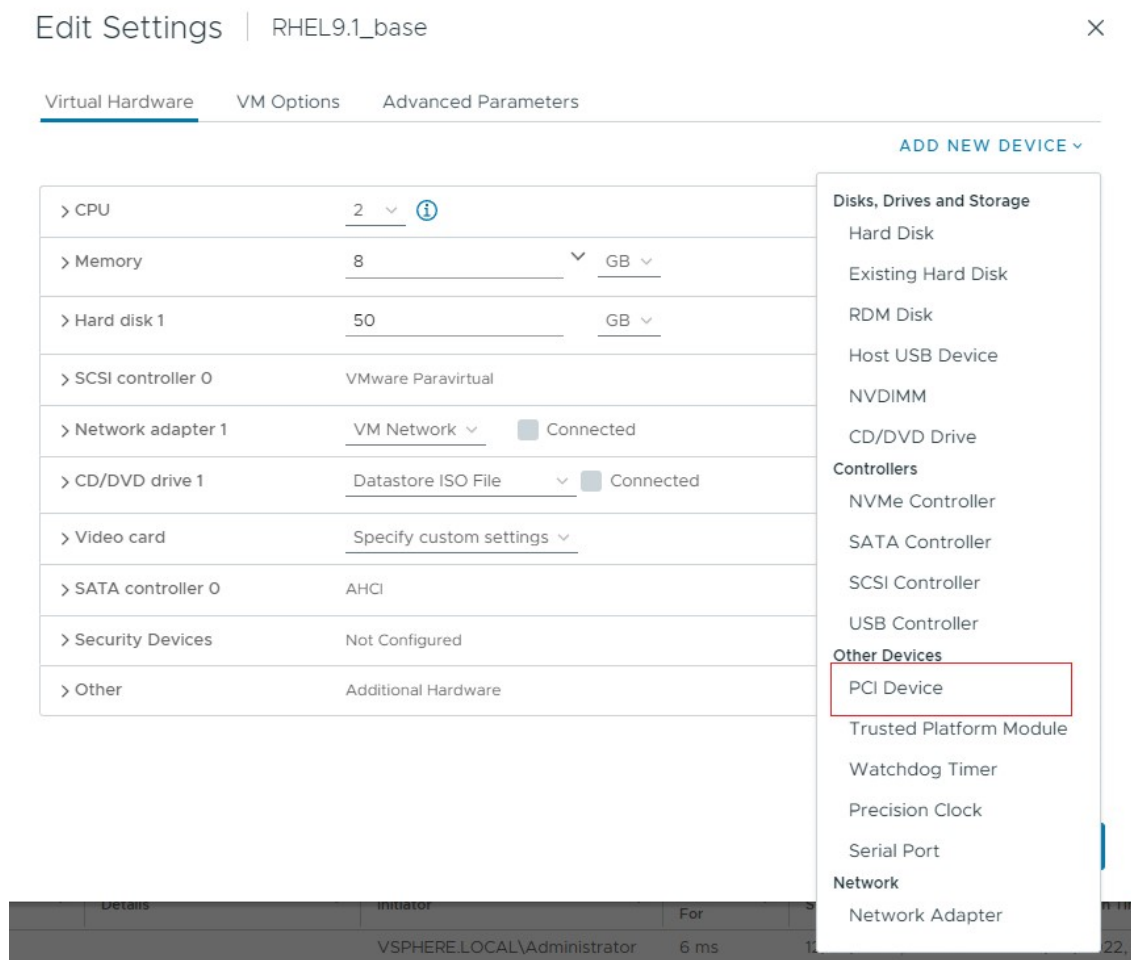 Edit Settings RHEL9.1_base
Virtual Hardware VM Options Advanced Parameters
ADD NEW DEVICE
CPU 2
Memory 8 GB
Hard disk 1 50 GB
SCSI controller 0 VMware Paravirtual
Network adapter 1 VM Network Connected
CD/DVD drive 1 Datastore ISO File Connected
Video card Specify custom settings
SATA controller 0 AHCI
Security Devices Not Configured
Other Additional Hardware
Disks, Drives and Storage
Hard Disk
Existing Hard Disk
RDM Disk
Host USB Device
NVDIMM
CD/DVD Drive
Controllers
NVMe Controller
SATA Controller
SCSI Controller
USB Controller
Other Devices
PCI Device
Trusted Platform Module
Watchdog Timer
Precision Clock
Serial Port
Network
Network Adapter
Details Initiator For
VSPHERE.LOCAL\Administrator 6 ms